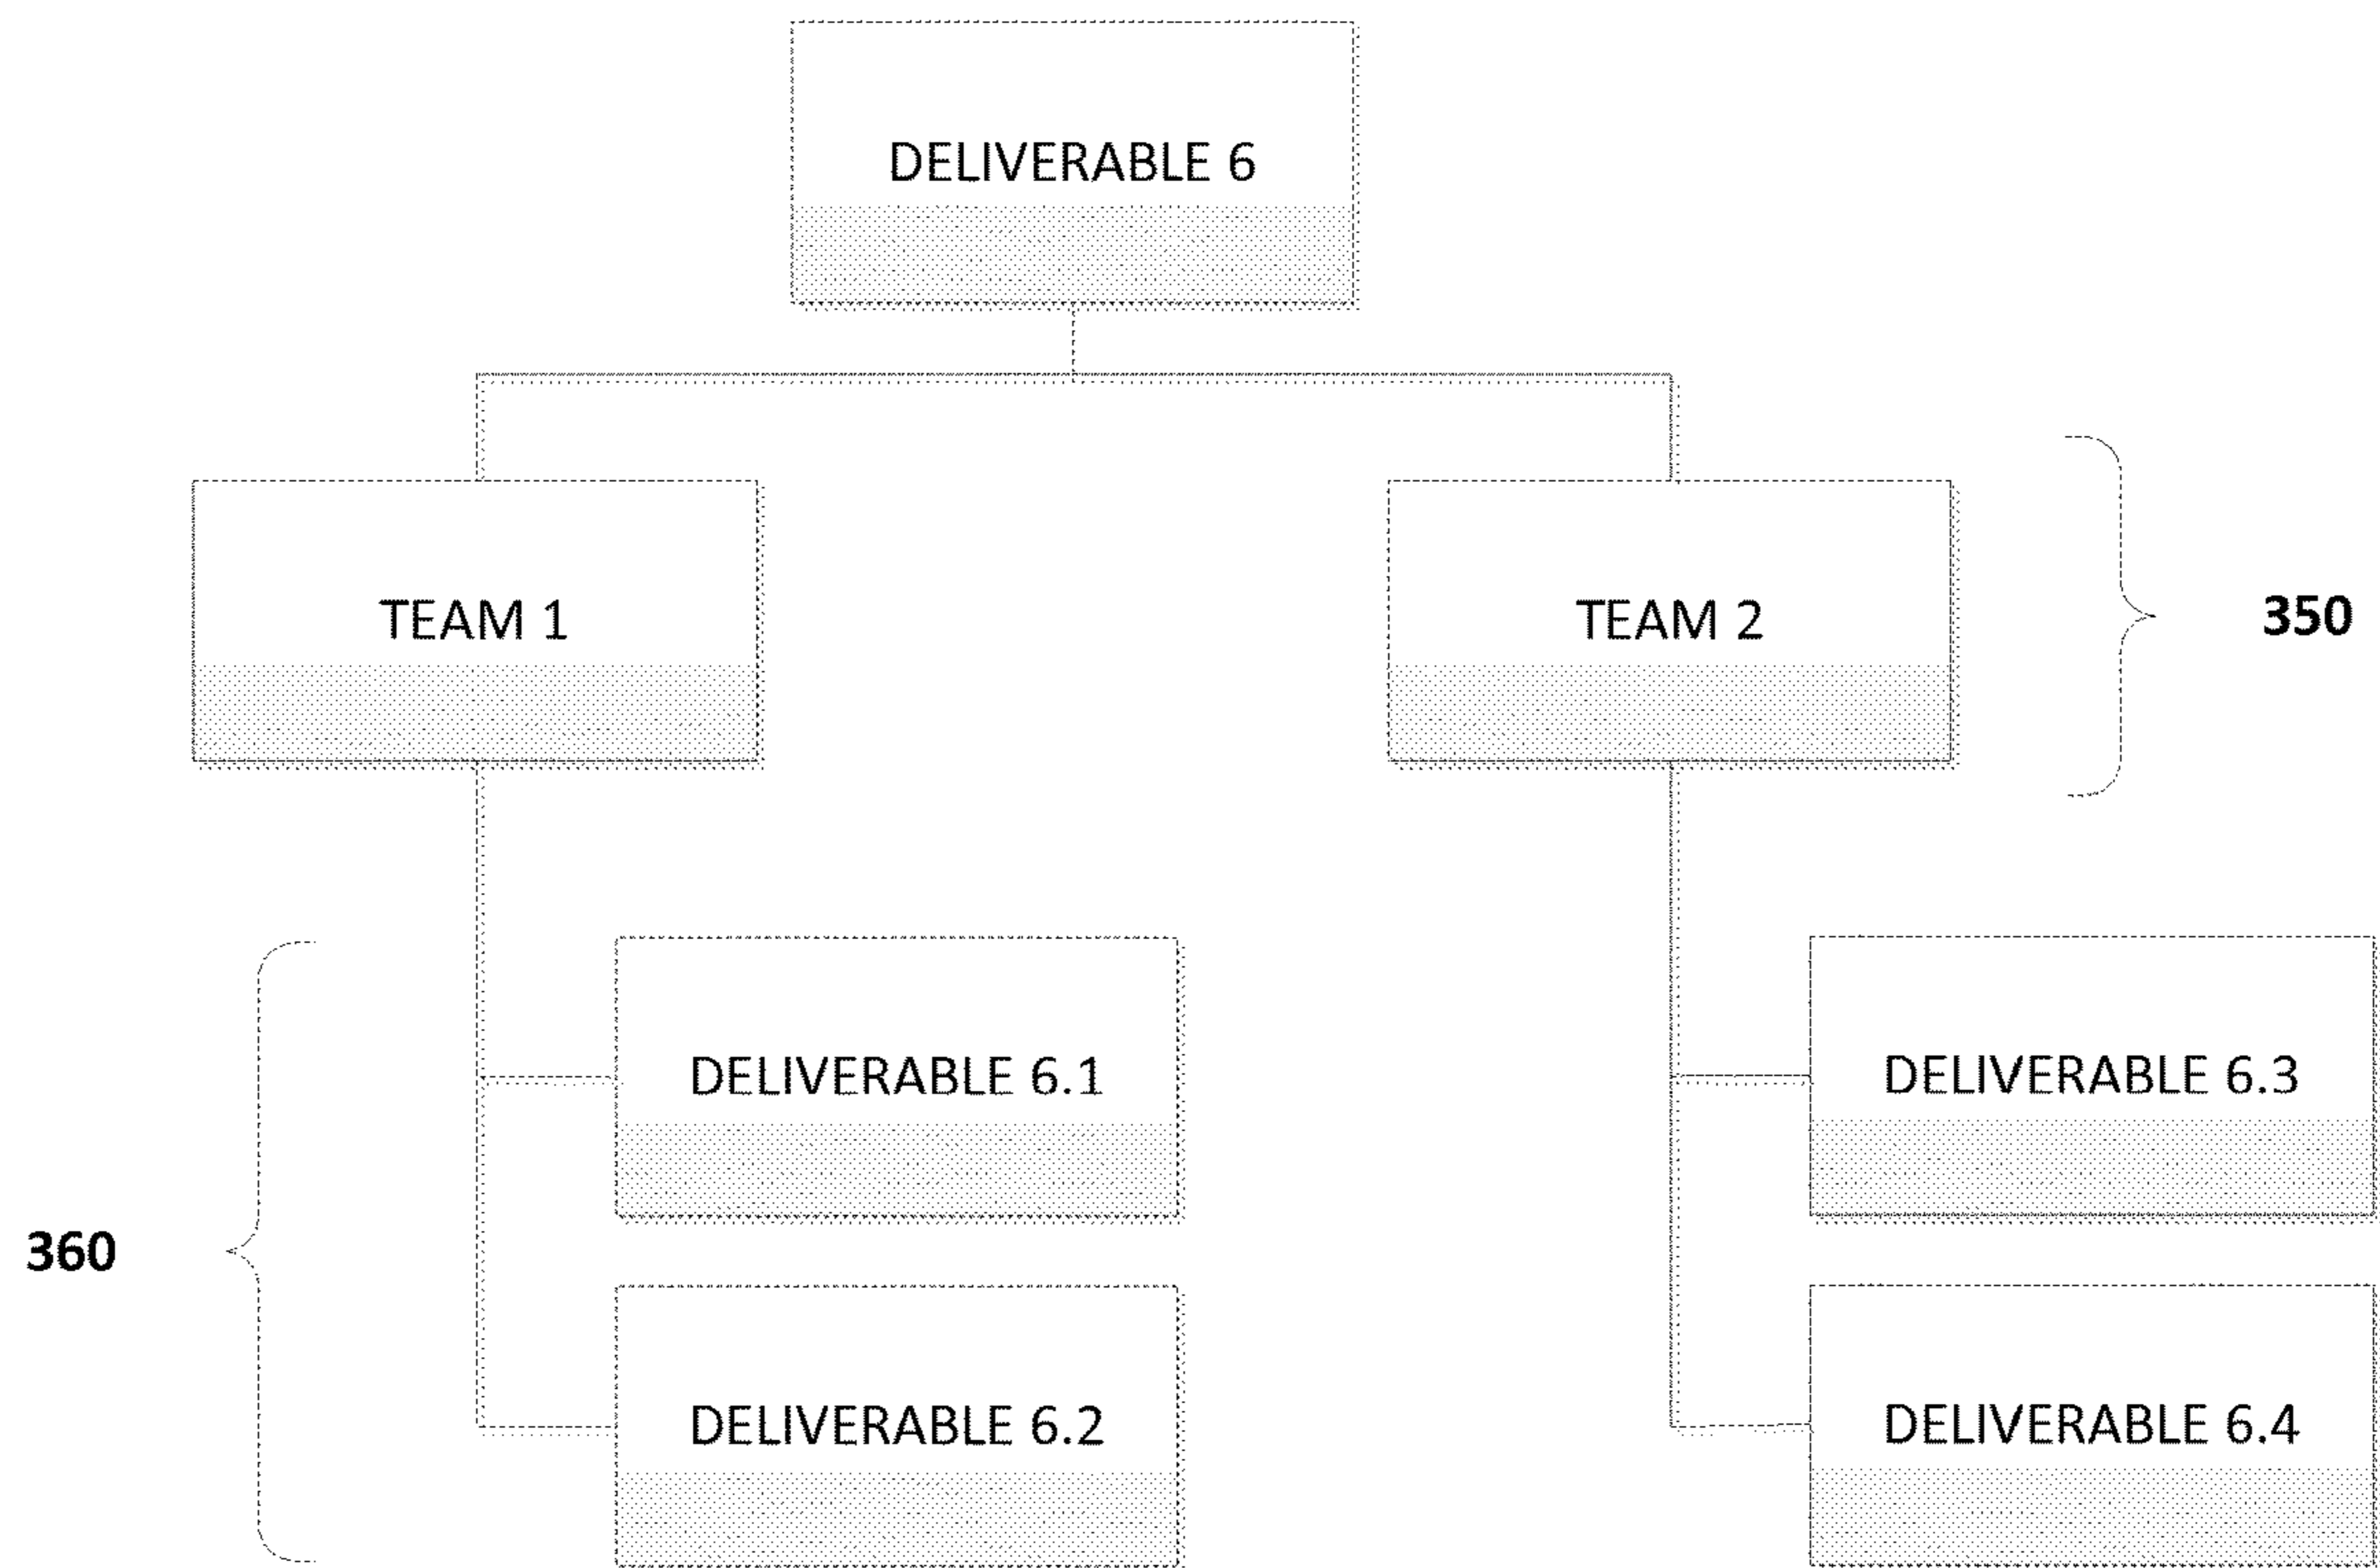 DELIVERABLE 6
TEAM 1
TEAM 2
350
DELIVERABLE 6.1
DELIVERABLE 6.3
360
DELIVERABLE 6.2
DELIVERABLE 6.4